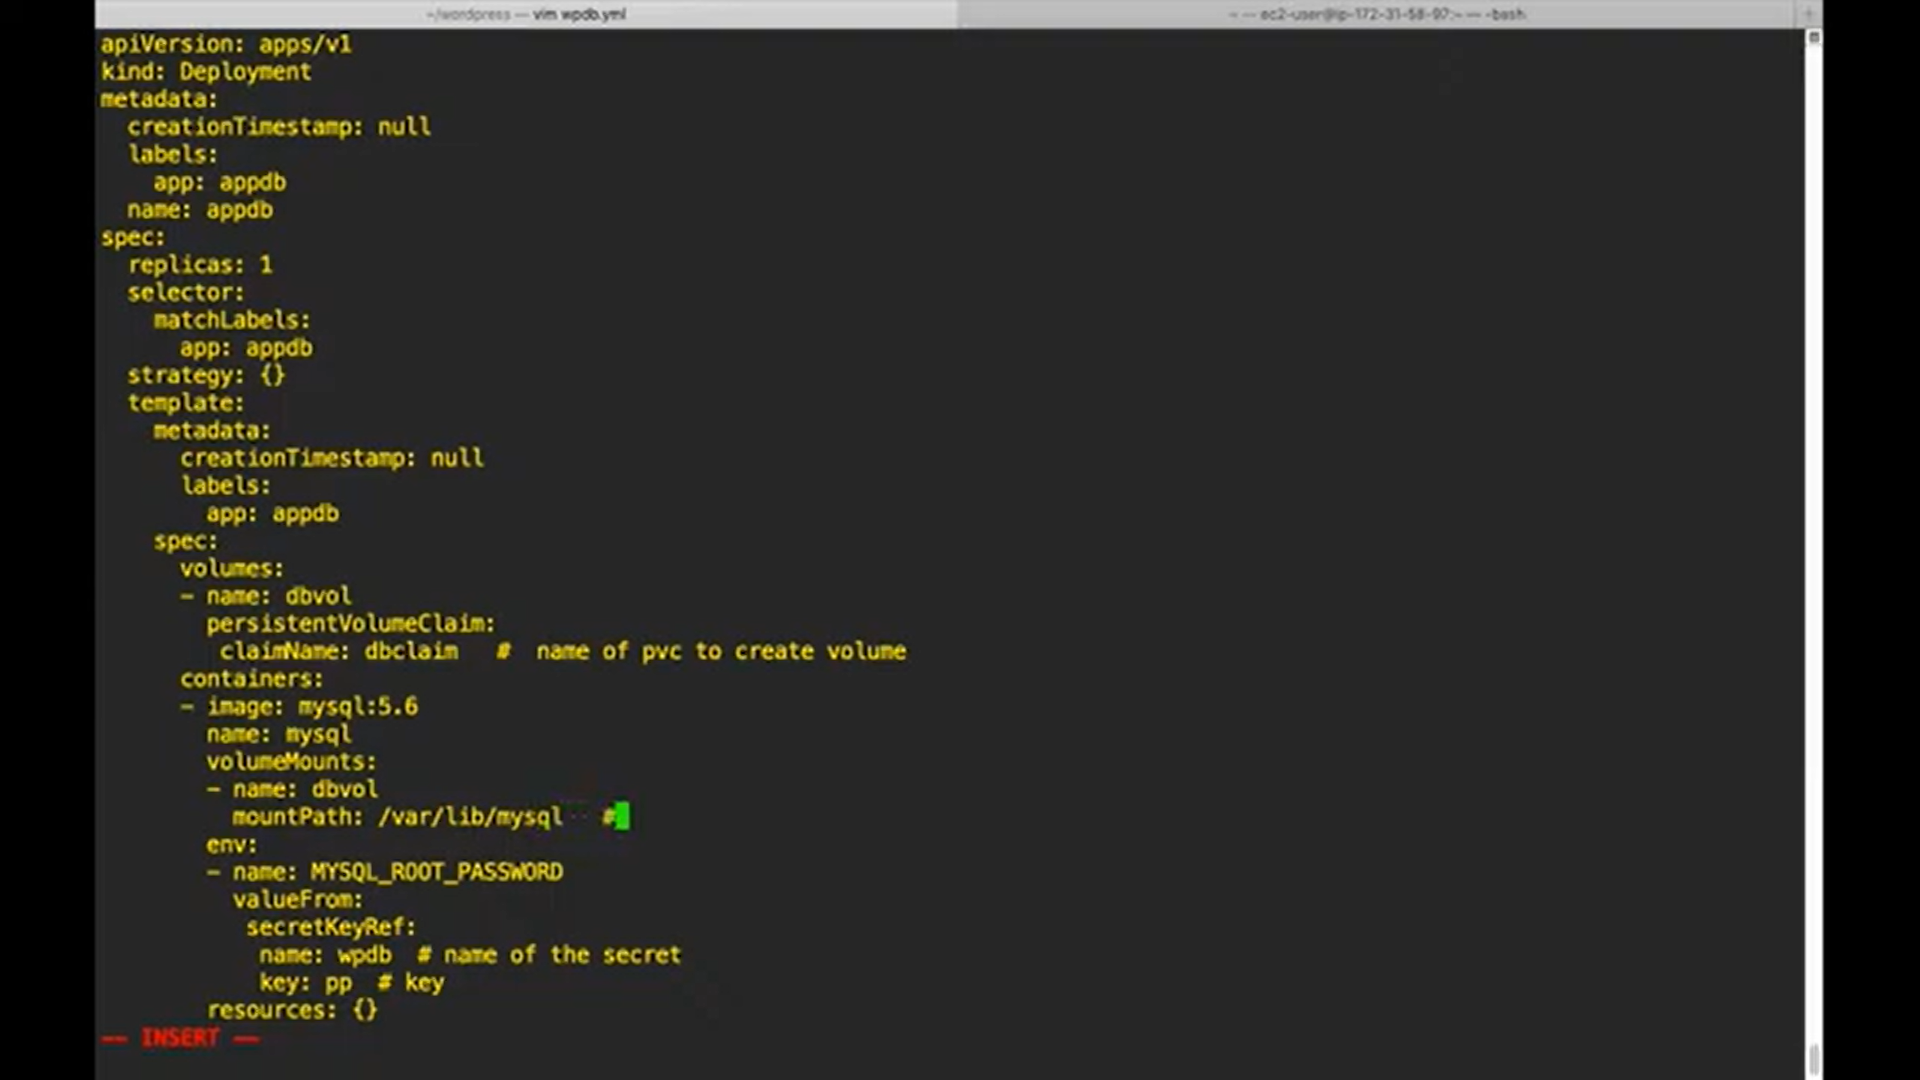 ~/wordpress — vim wpdb.yml
~ — ec2-user@ip-172-31-58-97:~ — -bash
apiVersion: apps/v1
kind: Deployment
metadata:
  creationTimestamp: null
  labels:
    app: appdb
  name: appdb
spec:
  replicas: 1
  selector:
    matchLabels:
      app: appdb
  strategy: {}
  template:
    metadata:
      creationTimestamp: null
      labels:
        app: appdb
    spec:
      volumes:
      - name: dbvol
        persistentVolumeClaim:
         claimName: dbclaim   #  name of pvc to create volume
      containers:
      - image: mysql:5.6
        name: mysql
        volumeMounts:
        - name: dbvol
          mountPath: /var/lib/mysql   #
        env:
        - name: MYSQL_ROOT_PASSWORD
          valueFrom:
           secretKeyRef:
            name: wpdb  # name of the secret
            key: pp  # key
        resources: {}
-- INSERT --